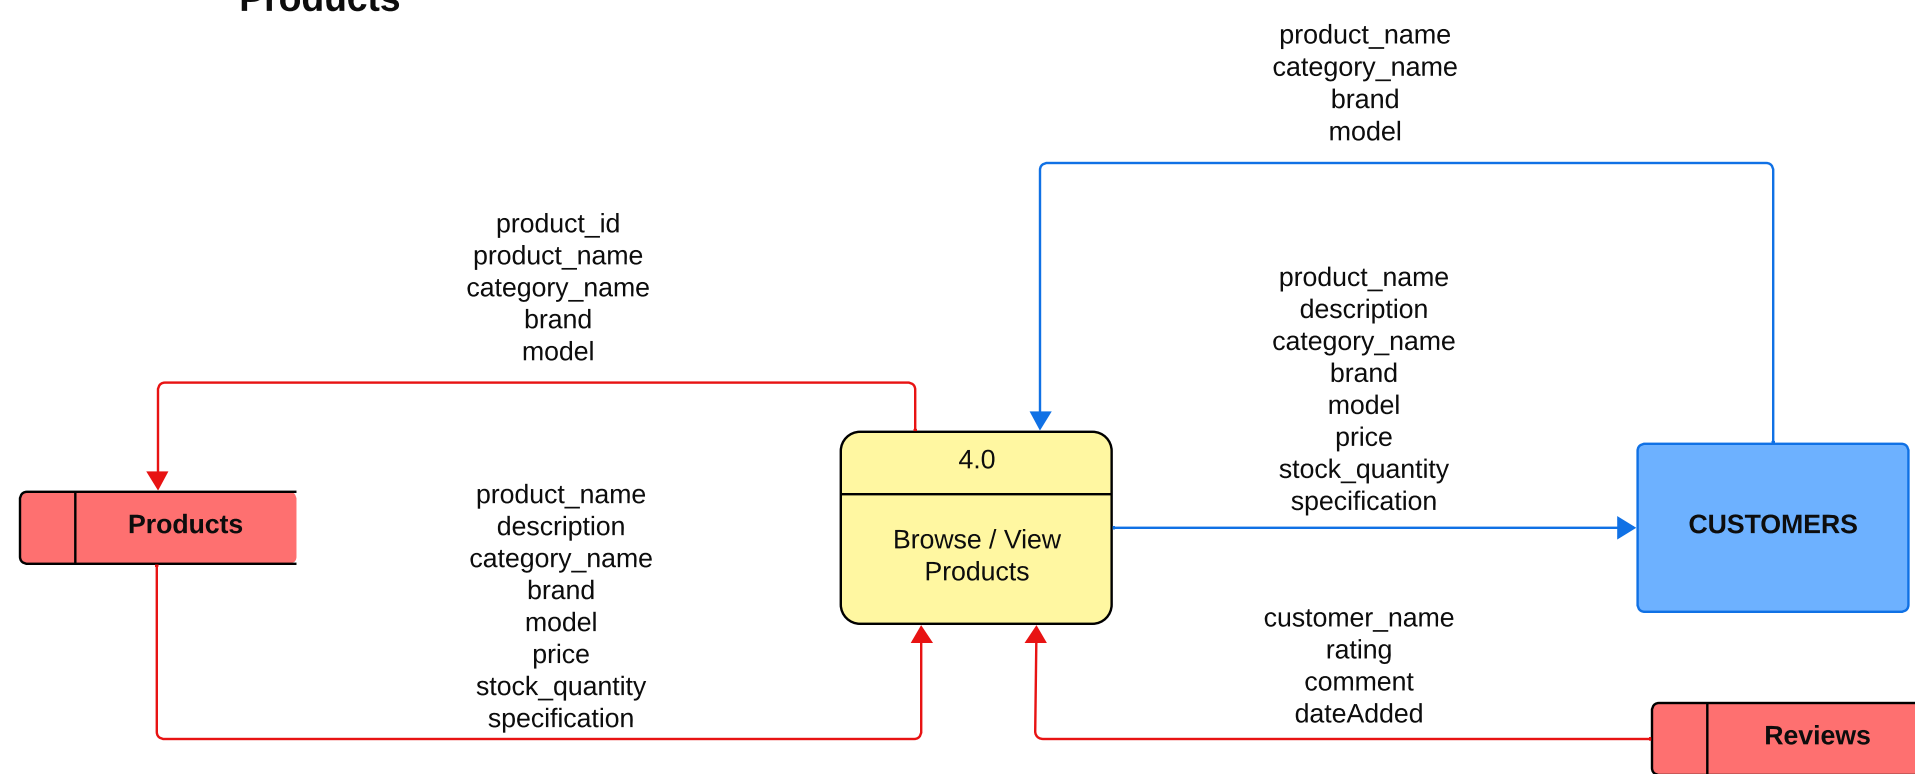 Products
product_name
category_name
brand
model
product_id
product_name
category_name
brand
model
product_name
description
category_name
brand
model
price
stock_quantity
specification
4.0
Browse / View
Products
Products
CUSTOMERS
product_name
description
category_name
brand
model
price
stock_quantity
specification
customer_name
rating
comment
dateAdded
Reviews